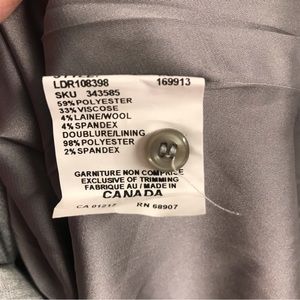 LDR108398 169913
SKU 343585
59% POLYESTER
33% VISCOSE
4% LAINE/WOOL
4% SPANDEX
DOUBLURE/LINING
98% POLYESTER
2% SPANDEX
GARNITURE NON COMPRISE
EXCLUSIVE OF TRIMMING
FABRIQUE AU / MADE IN
CANADA
CA 01217 RN 68907